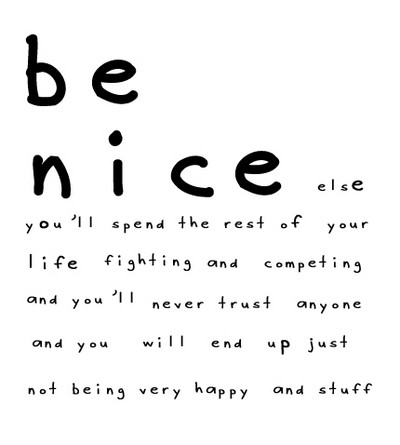 be
nice else
you'll spend the rest of your
life fighting and competing
and you'll never trust anyone
and you will end up just
not being very happy and stuff